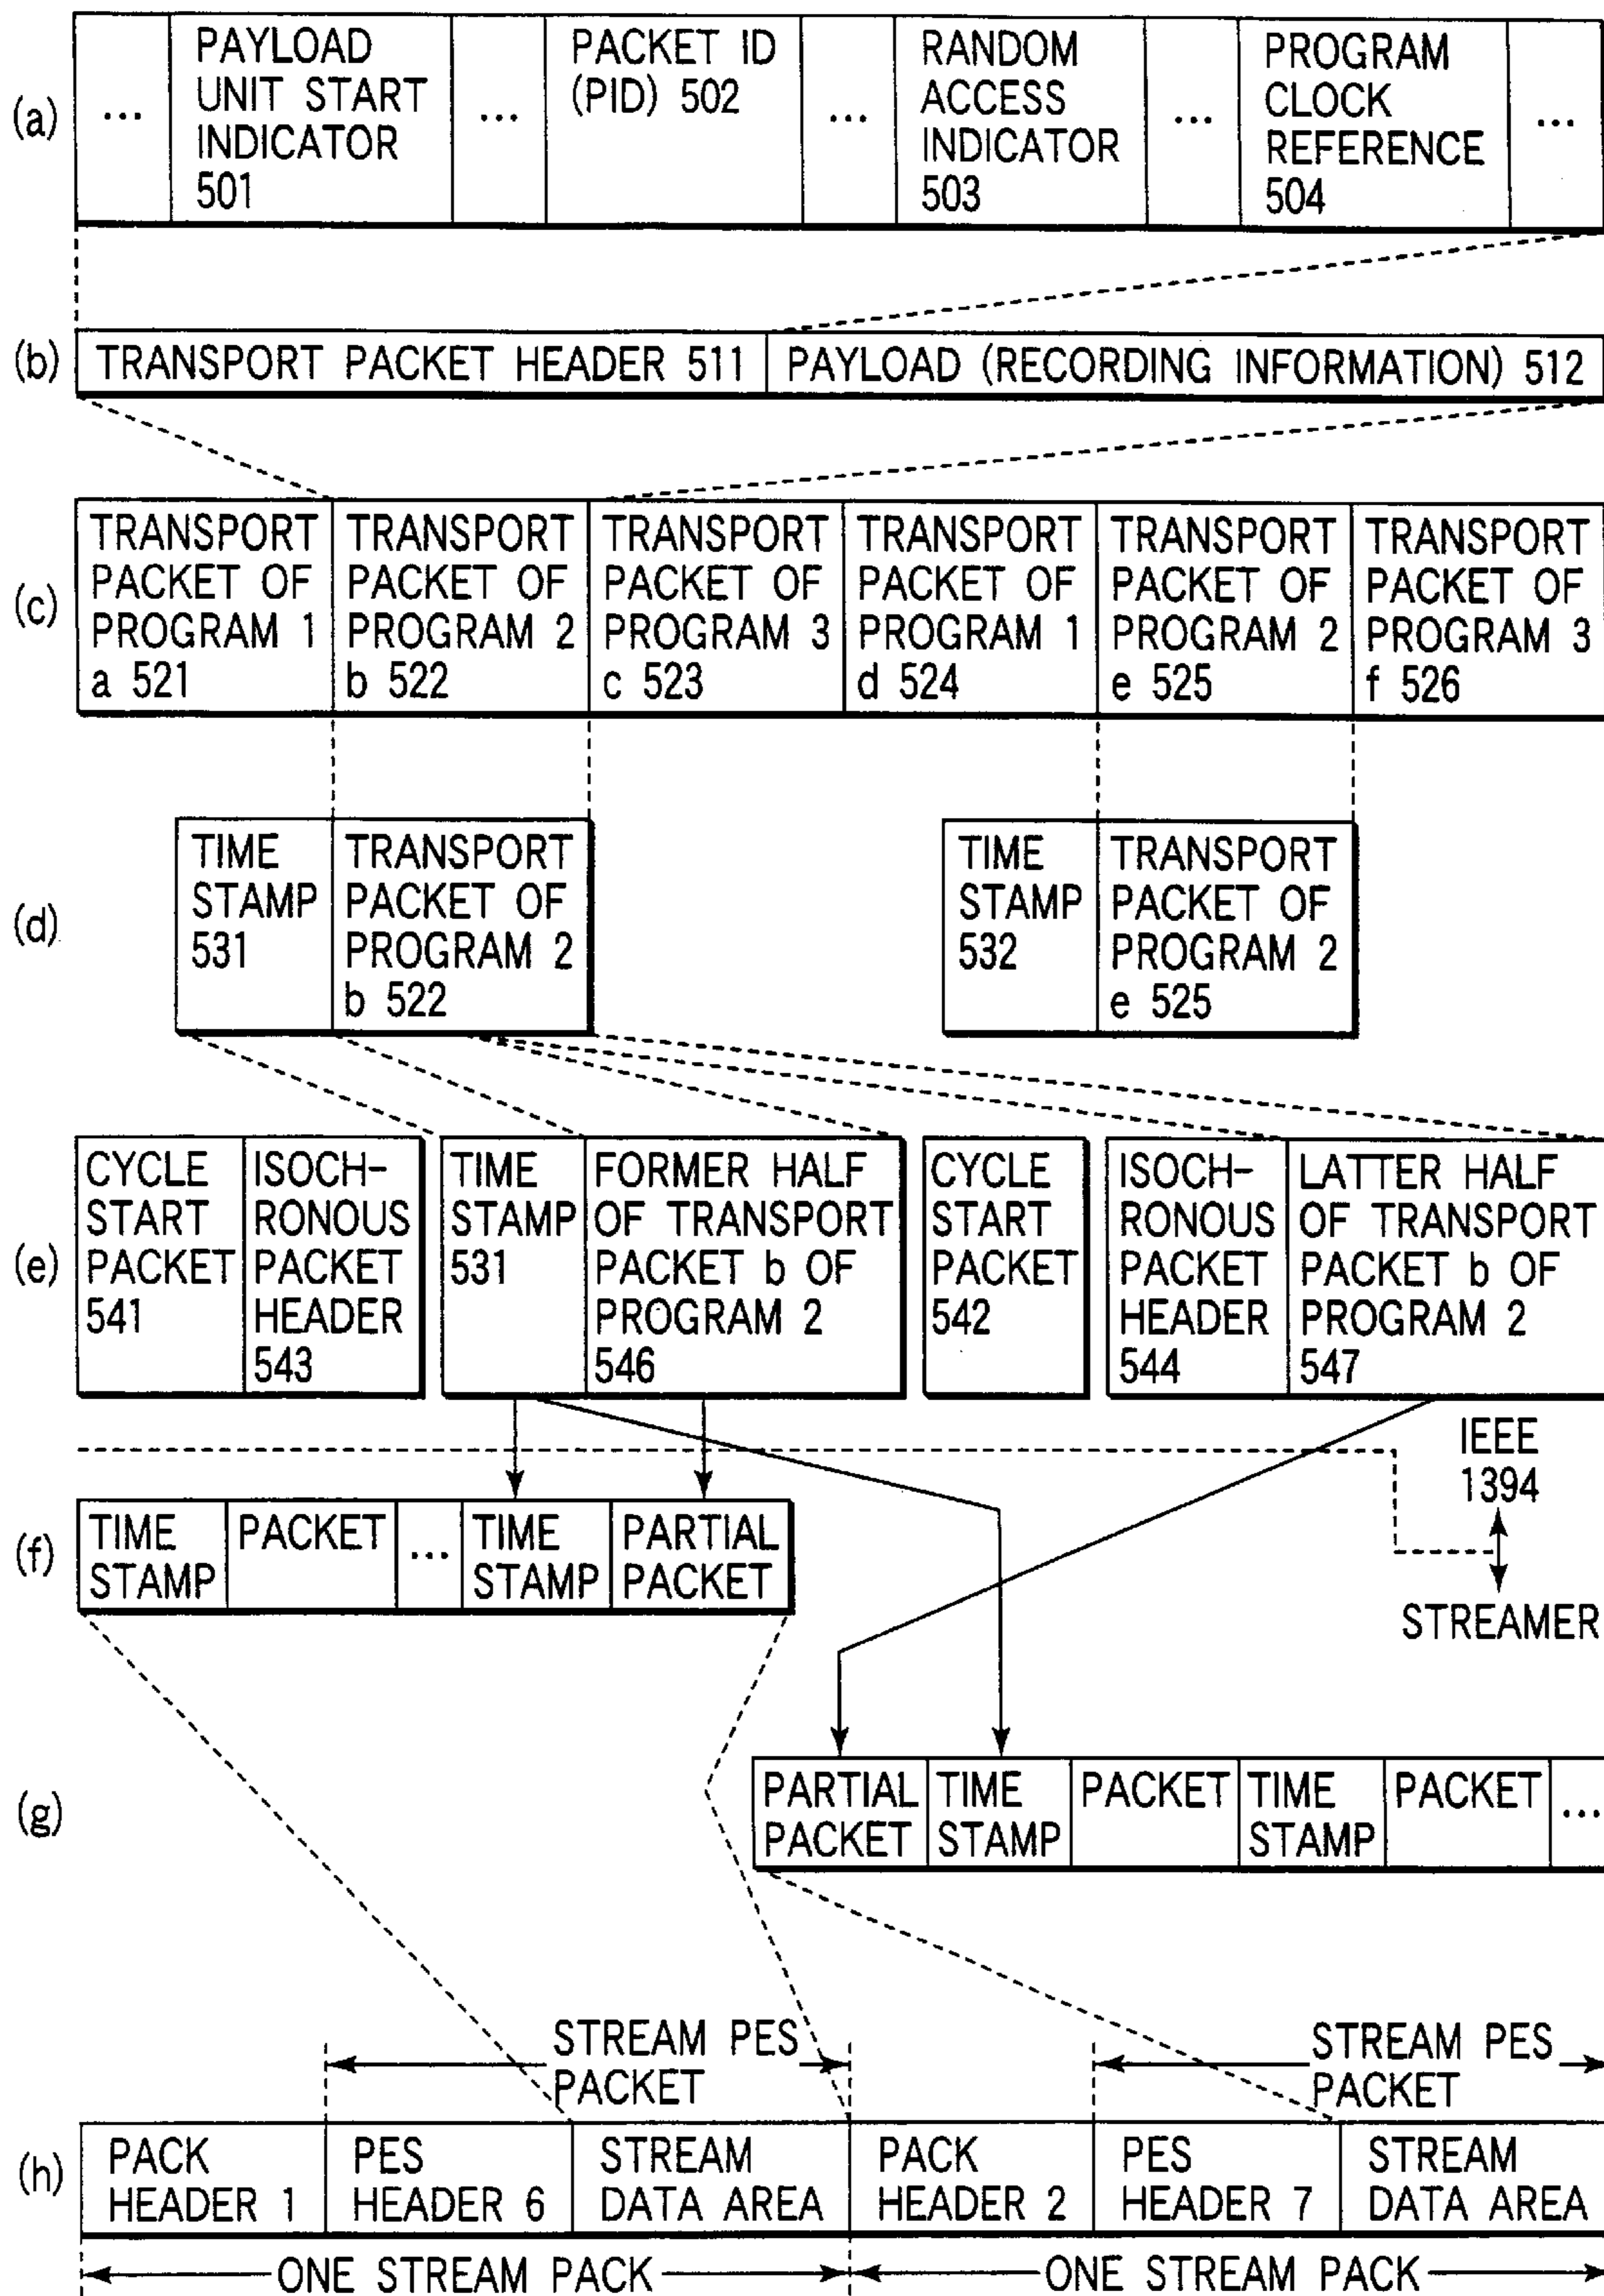 (a)
...
PAYLOAD
UNIT START
INDICATOR
501
...
PACKET ID
(PID) 502
...
RANDOM
ACCESS
INDICATOR
503
...
PROGRAM
CLOCK
REFERENCE
504
...
(b)
TRANSPORT PACKET HEADER 511
PAYLOAD (RECORDING INFORMATION) 512
(c)
TRANSPORT
PACKET OF
PROGRAM 1
a 521
TRANSPORT
PACKET OF
PROGRAM 2
b 522
TRANSPORT
PACKET OF
PROGRAM 3
c 523
TRANSPORT
PACKET OF
PROGRAM 1
d 524
TRANSPORT
PACKET OF
PROGRAM 2
e 525
TRANSPORT
PACKET OF
PROGRAM 3
f 526
(d)
TIME
STAMP
531
TRANSPORT
PACKET OF
PROGRAM 2
b 522
TIME
STAMP
532
TRANSPORT
PACKET OF
PROGRAM 2
e 525
(e)
CYCLE
START
PACKET
541
ISOCH-
RONOUS
PACKET
HEADER
543
TIME
STAMP
531
FORMER HALF
OF TRANSPORT
PACKET b OF
PROGRAM 2
546
CYCLE
START
PACKET
542
ISOCH-
RONOUS
PACKET
HEADER
544
LATTER HALF
OF TRANSPORT
PACKET b OF
PROGRAM 2
547
IEEE
1394
STREAMER
(f)
TIME
STAMP
PACKET
...
TIME
STAMP
PARTIAL
PACKET
(g)
PARTIAL
PACKET
TIME
STAMP
PACKET
TIME
STAMP
PACKET
...
STREAM PES
PACKET
STREAM PES
PACKET
(h)
PACK
HEADER 1
PES
HEADER 6
STREAM
DATA AREA
PACK
HEADER 2
PES
HEADER 7
STREAM
DATA AREA
ONE STREAM PACK
ONE STREAM PACK